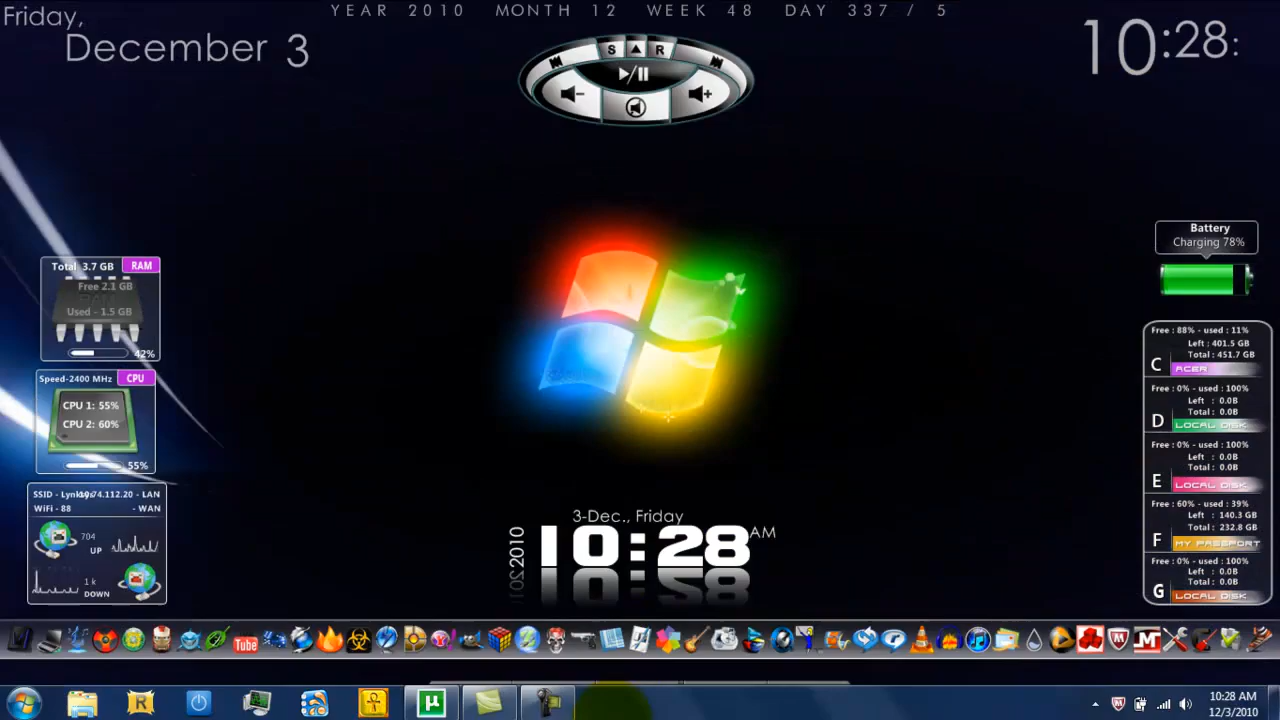 Friday,
YEAR 2010 MONTH 12 WEEK 48 DAY 337 / 5
December 3
10:28:
S R
Battery
Charging 78%
Total 3.7 GB RAM
Free 2.1 GB
Used - 1.5 GB
42%
Speed-2400 MHz CPU
CPU 1: 55%
CPU 2: 60%
55%
- LAN
WiFi - 88 - WAN
704
UP
1 k
DOWN
Free : 88% - used : 11%
Left : 401.5 GB
Total : 451.7 GB
C ACER
Free : 0% - used : 100%
Left : 0.0B
Total : 0.0B
D LOCAL DISK
Free : 0% - used : 100%
Left : 0.0B
Total : 0.0B
E LOCAL DISK
Free : 60% - used : 39%
Left : 140.3 GB
Total : 232.8 GB
F MY PASSPORT
Free : 0% - used : 100%
Left : 0.0B
Total : 0.0B
G LOCAL DISK
3-Dec., Friday
2010 10:28 AM
You
Tube
R
µ
10:28 AM
12/3/2010